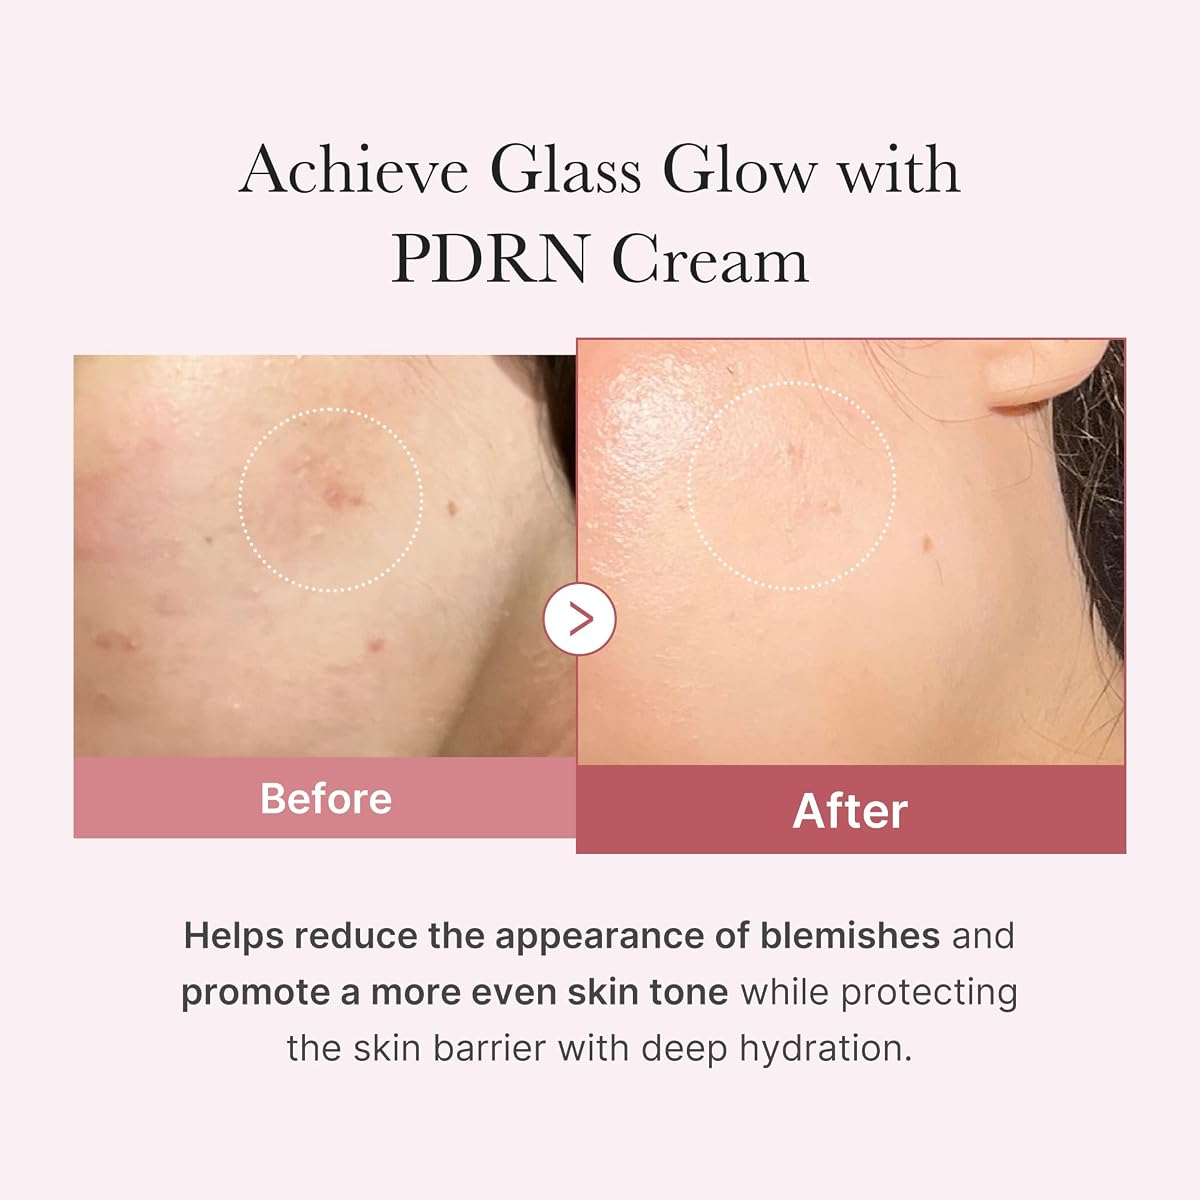 Achieve Glass Glow with
PDRN Cream
Before
>
After
Helps reduce the appearance of blemishes and
promote a more even skin tone while protecting
the skin barrier with deep hydration.